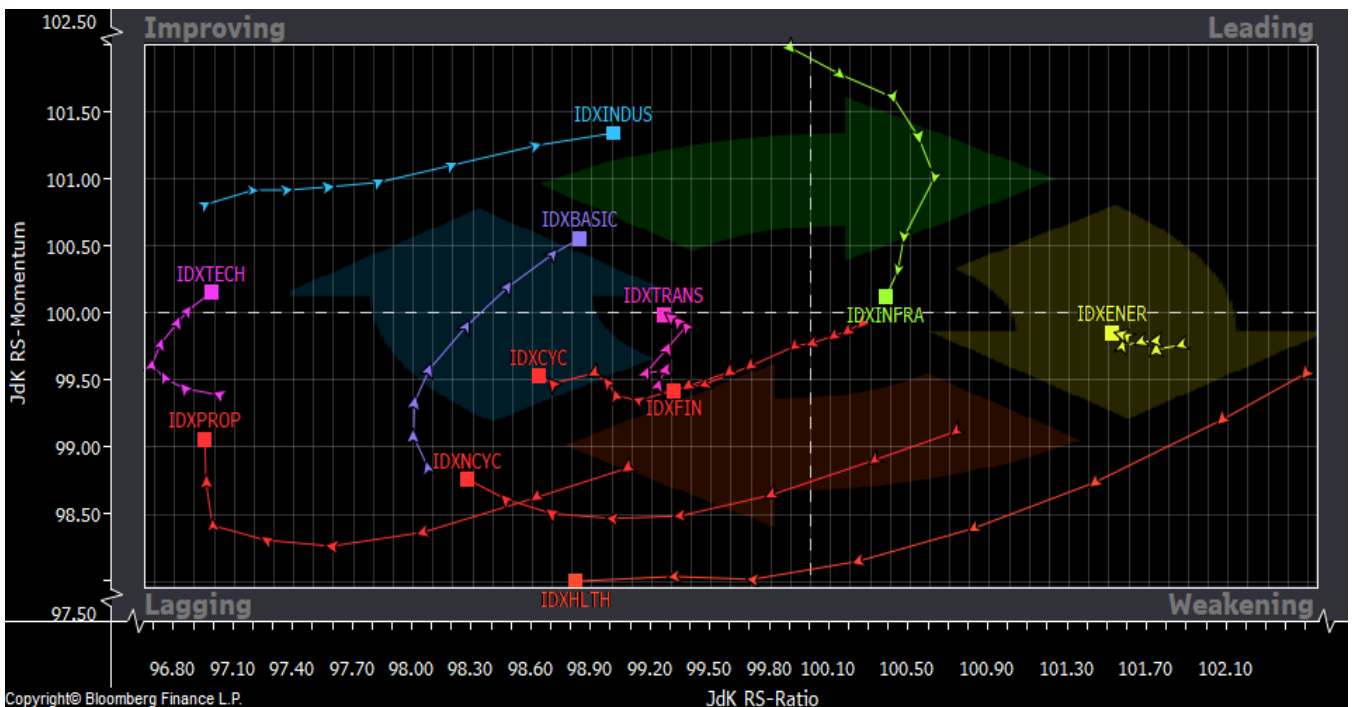 102.50
Improving
Leading
101.50
IDXINDUS
101.00
100.50
IDXBASIC
IDXTECH
IDXTRANS
100.00
IDXINFRA
IDXENER
99.50
IDXCYC
IDXFIN
IDXPROP
99.00
IDXNCYC
98.50
IDXHLTH
97.50
Lagging
Weakening
JdK RS-Momentum
96.80 97.10 97.40 97.70 98.00 98.30 98.60 98.90 99.20 99.50 99.80 100.10 100.50 100.90 101.30 101.70 102.10
Copyright© Bloomberg Finance L.P.
JdK RS-Ratio